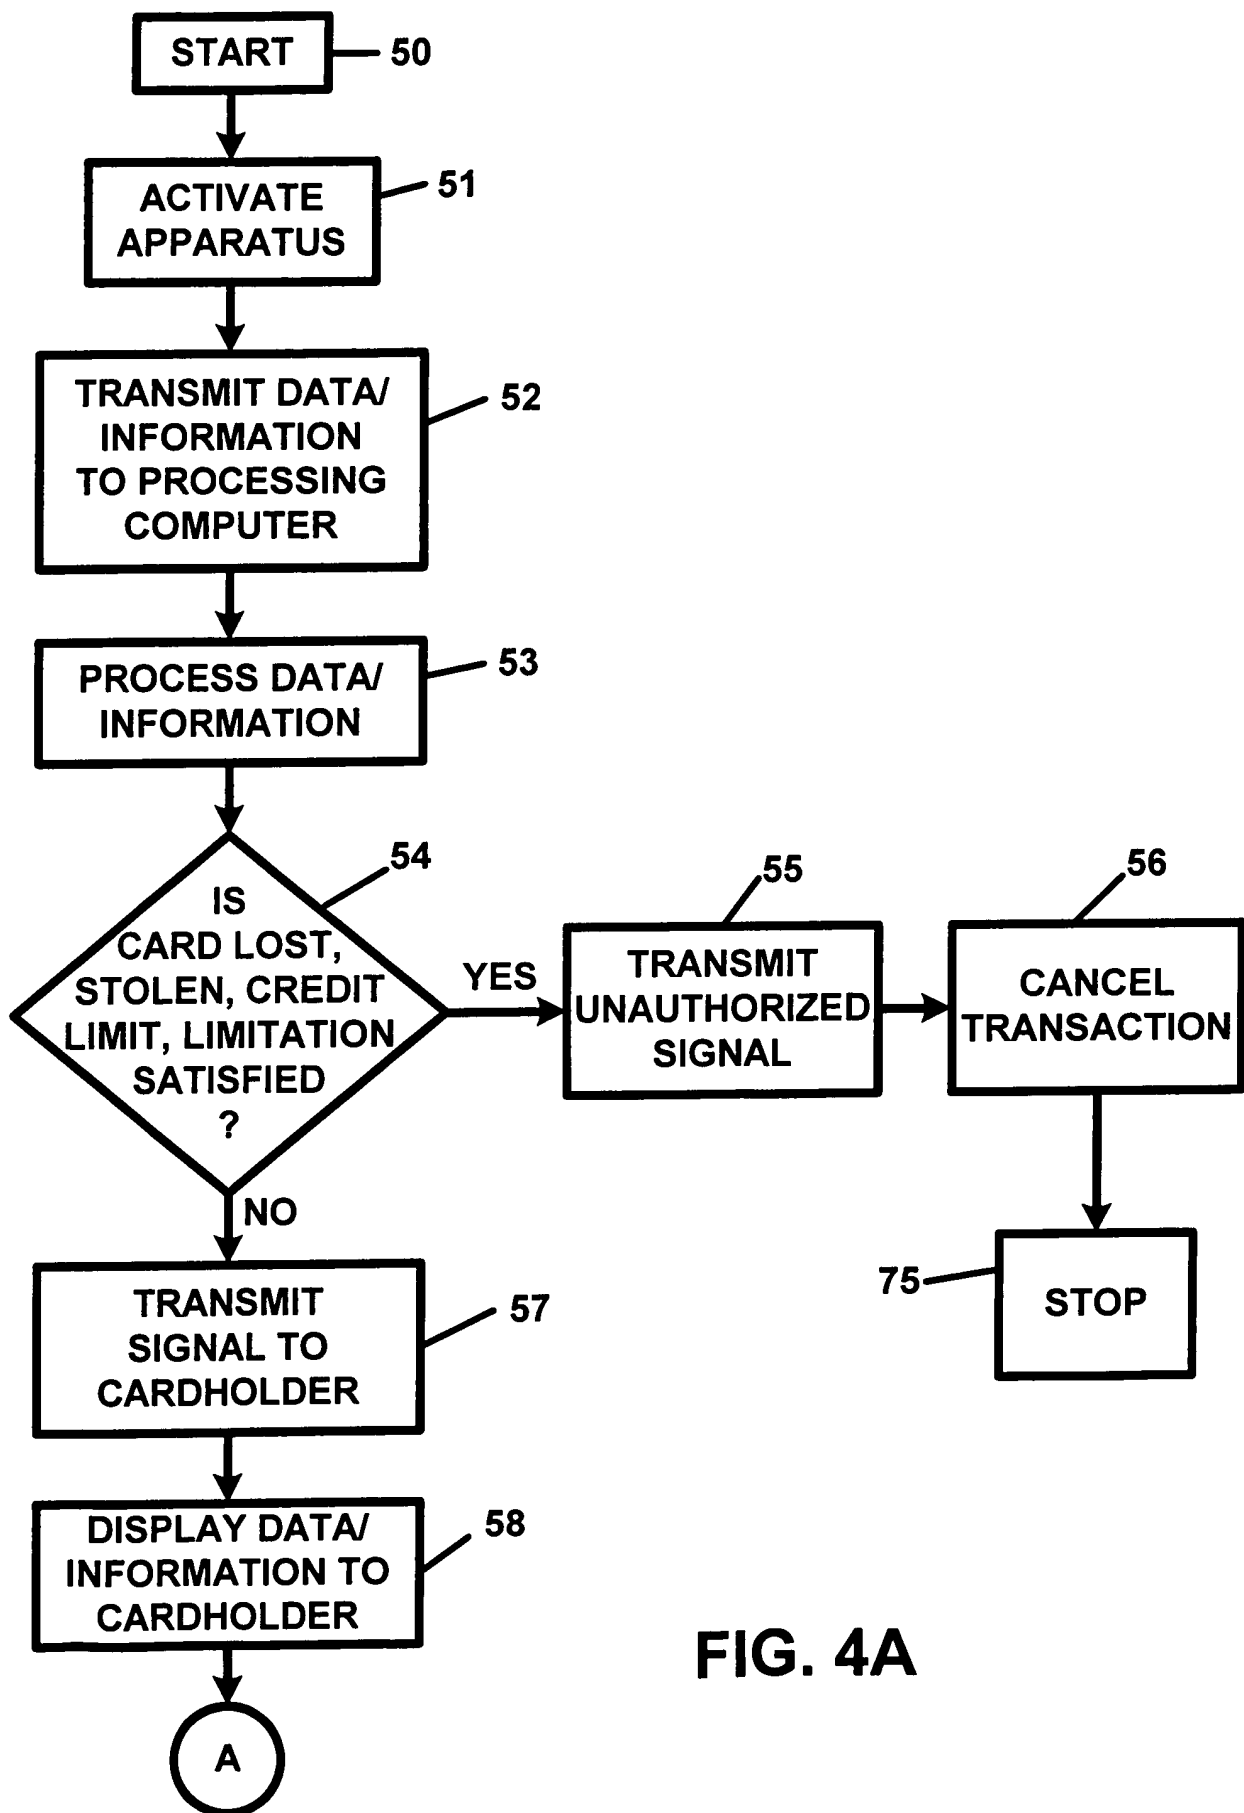 START
50
ACTIVATE
APPARATUS
51
TRANSMIT DATA/
INFORMATION
TO PROCESSING
COMPUTER
52
PROCESS DATA/
INFORMATION
53
IS
CARD LOST,
STOLEN, CREDIT
LIMIT, LIMITATION
SATISFIED
?
54
YES
TRANSMIT
UNAUTHORIZED
SIGNAL
55
CANCEL
TRANSACTION
56
STOP
75
NO
TRANSMIT
SIGNAL TO
CARDHOLDER
57
DISPLAY DATA/
INFORMATION TO
CARDHOLDER
58
A
FIG. 4A